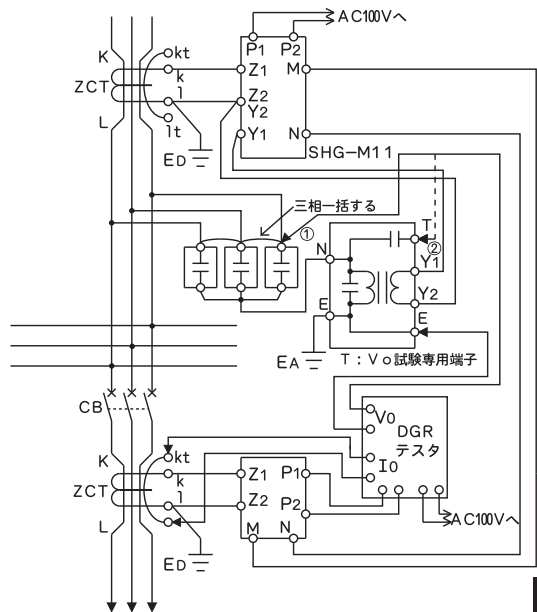 AC100Vへ
K
kt
P1 P2
ZCT
k
Z1 M
l
Z2
Y2
L
lt
Y1 N
ED
SHG-M11
三相一括する
①
T
②
N
Y1
E
Y2
E
EA
T：Vo試験専用端子
CB
V0
DGR
テスタ
I0
K
kt
k
Z1 P1
ZCT
l
Z2 P2
AC100Vへ
L
M N
ED